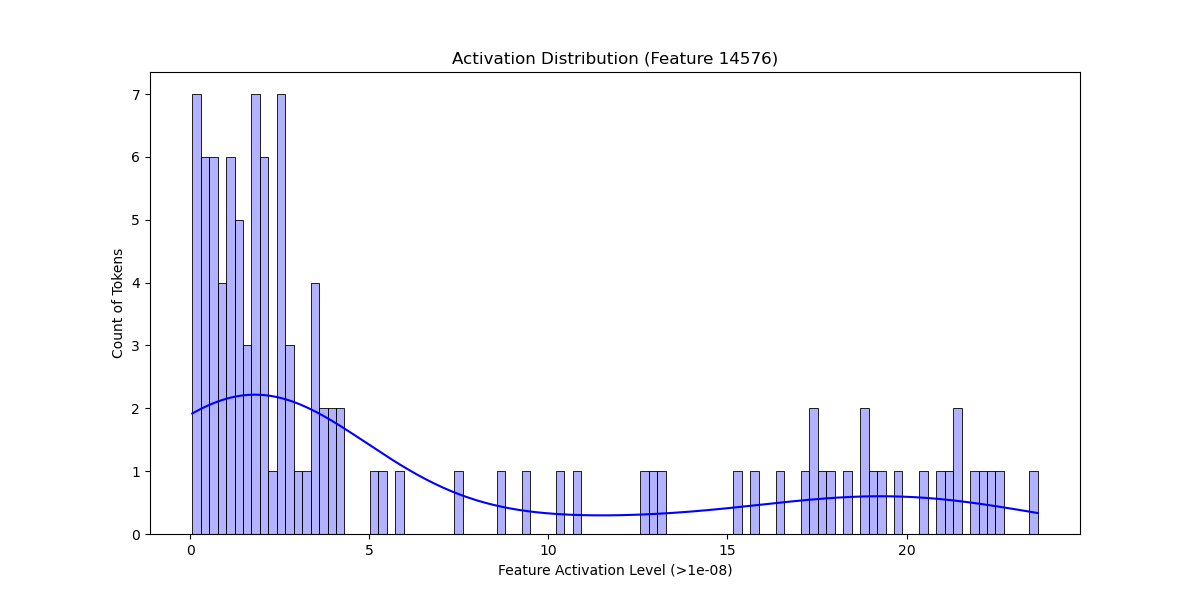 Activation Distribution (Feature 14576)
7
6
5
4
3
2
1
0
Count of Tokens
0 5 10 15 20
Feature Activation Level (>1e-08)